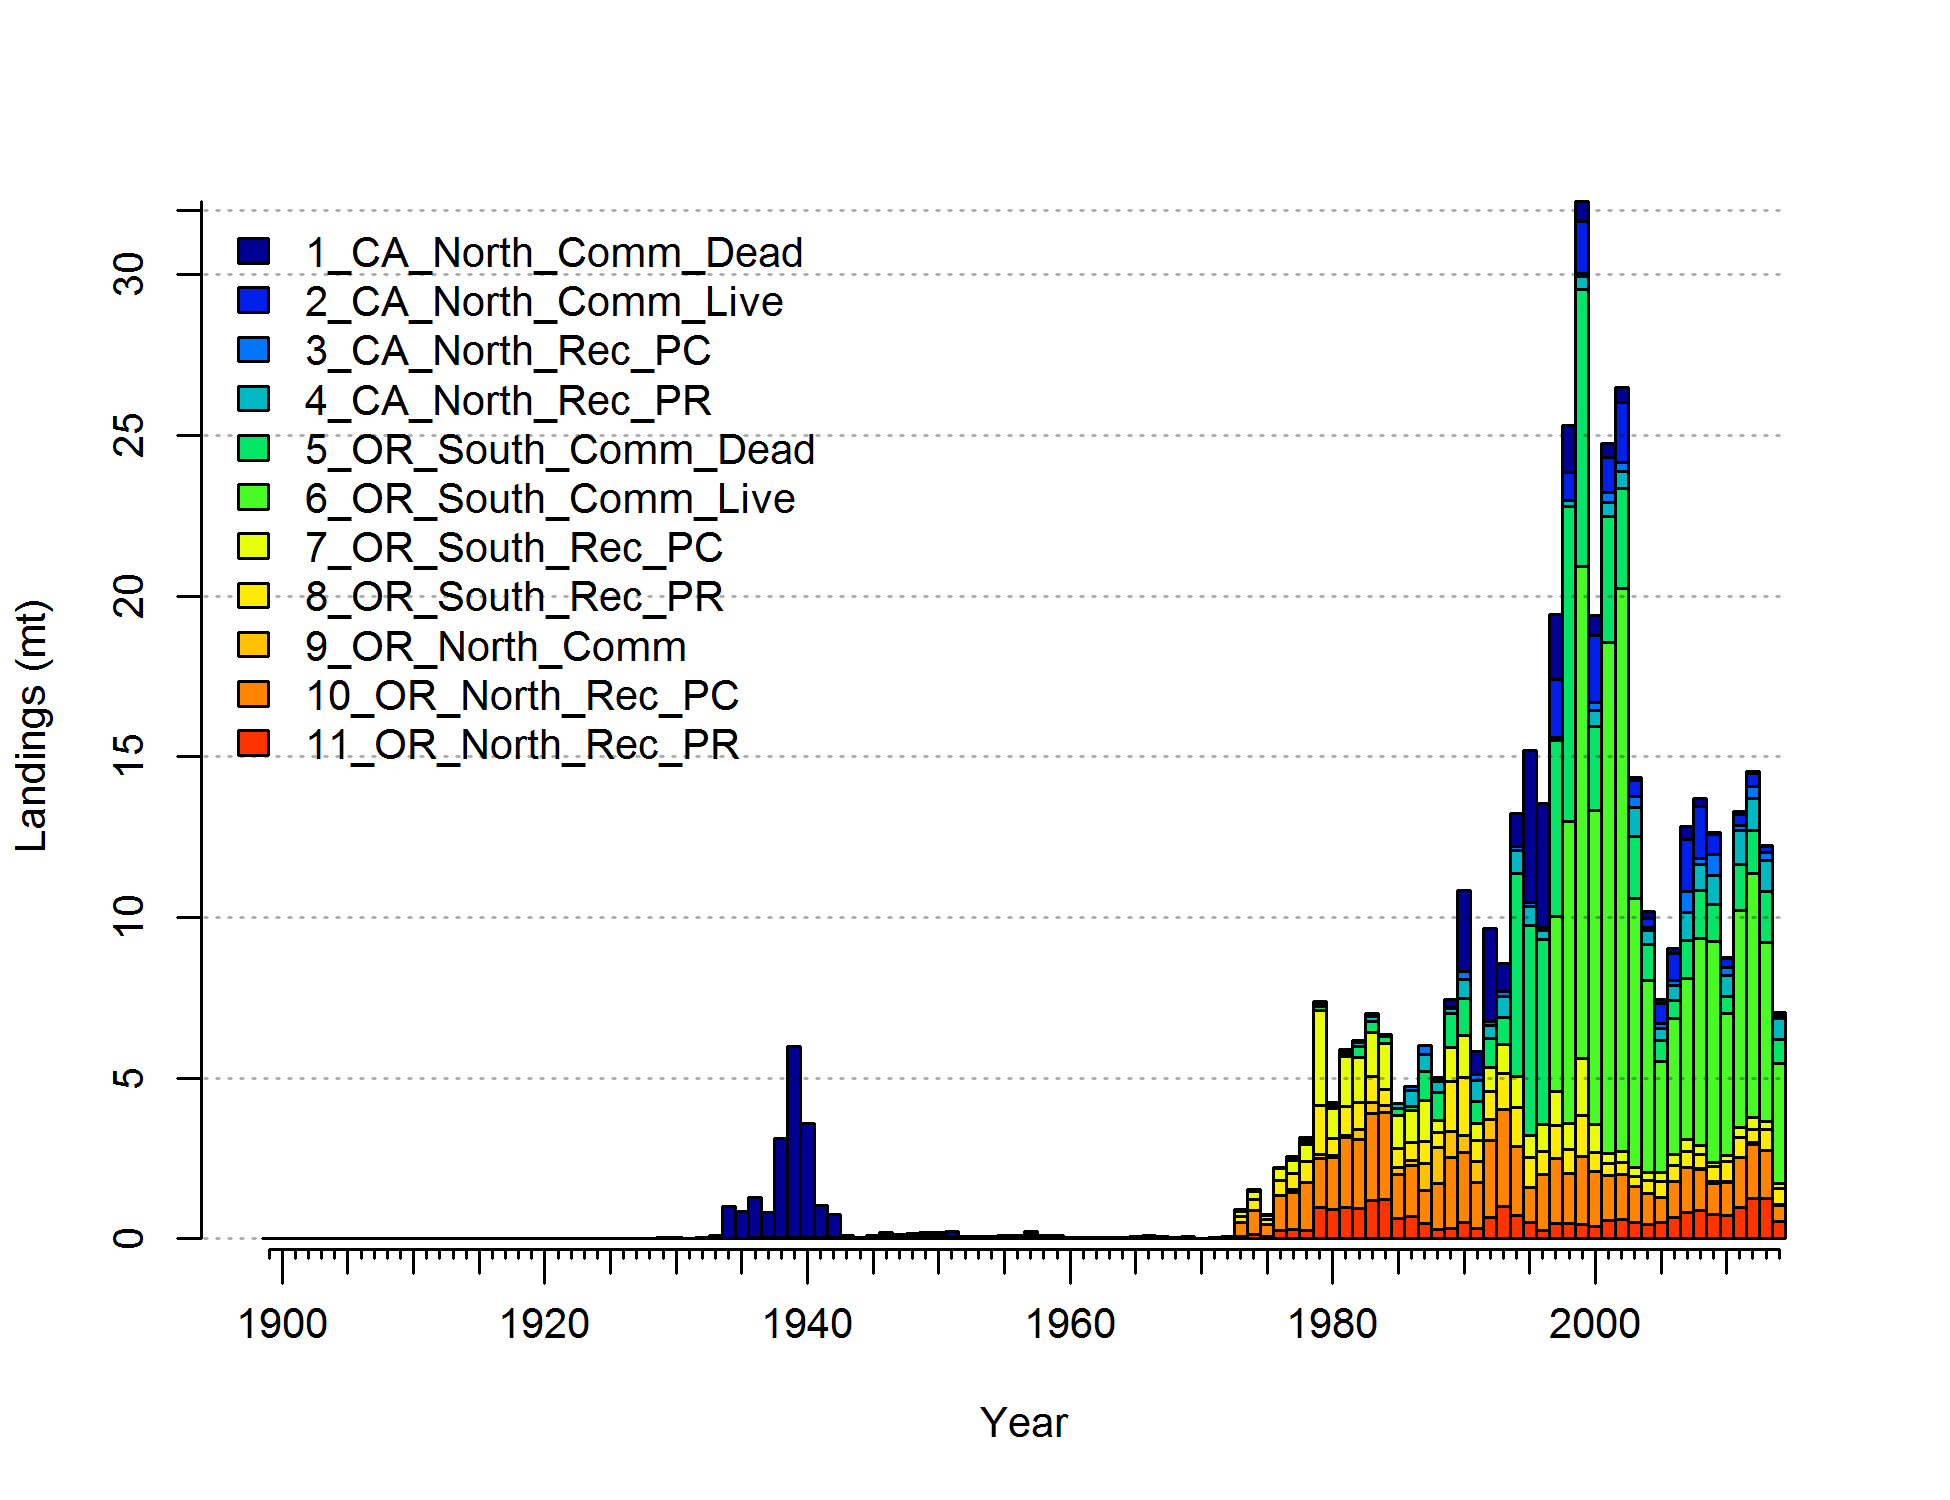 1_CA_North_Comm_Dead
2_CA_North_Comm_Live
3_CA_North_Rec_PC
4_CA_North_Rec_PR
5_OR_South_Comm_Dead
6_OR_South_Comm_Live
7_OR_South_Rec_PC
8_OR_South_Rec_PR
9_OR_North_Comm
10_OR_North_Rec_PC
11_OR_North_Rec_PR
Landings (mt)
30
25
20
15
10
5
0
1900 1920 1940 1960 1980 2000
Year